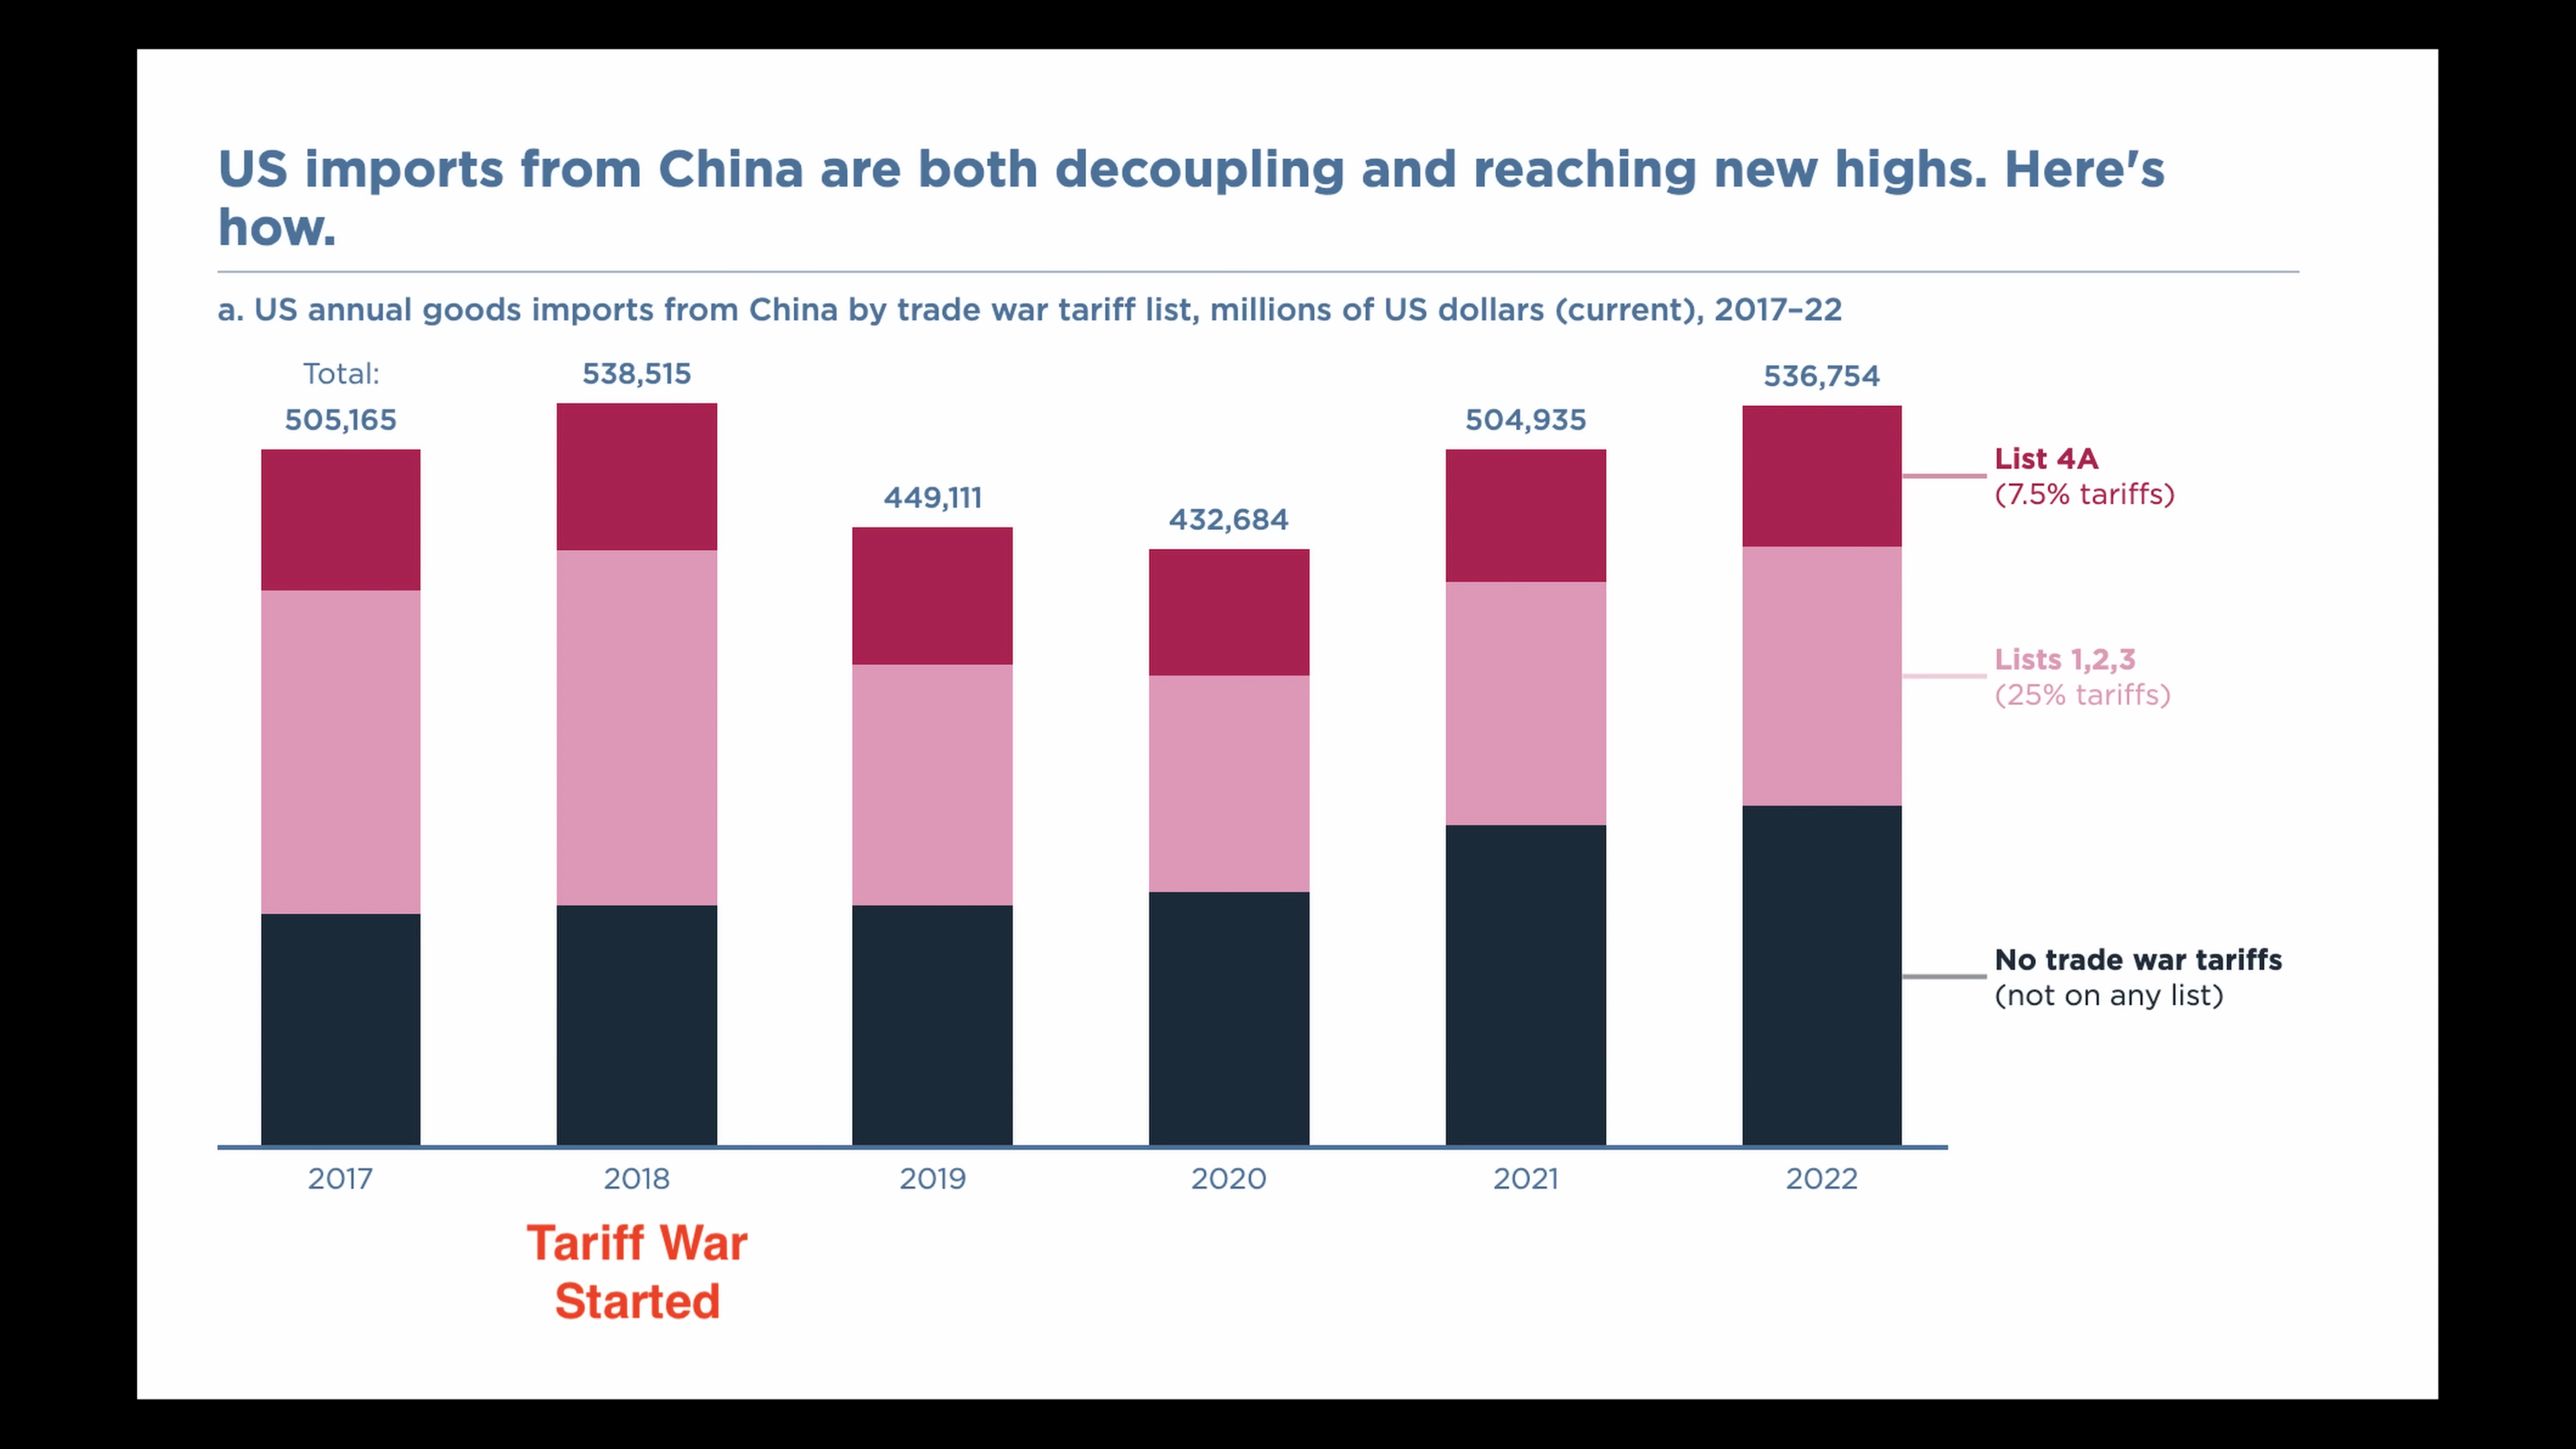 US imports from China are both decoupling and reaching new highs. Here's
how.
a. US annual goods imports from China by trade war tariff list, millions of US dollars (current), 2017–22
Total:
505,165
538,515
449,111
432,684
504,935
536,754
List 4A
(7.5% tariffs)
Lists 1,2,3
(25% tariffs)
No trade war tariffs
(not on any list)
2017
2018
2019
2020
2021
2022
Tariff War
Started